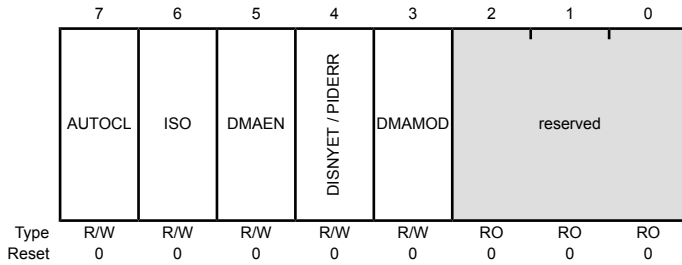 7 6 5 4 3 2 1 0
AUTOCL ISO DMAEN DISNYET / PIDERR DMAMOD reserved
Type R/W R/W R/W R/W R/W RO RO RO
Reset 0 0 0 0 0 0 0 0